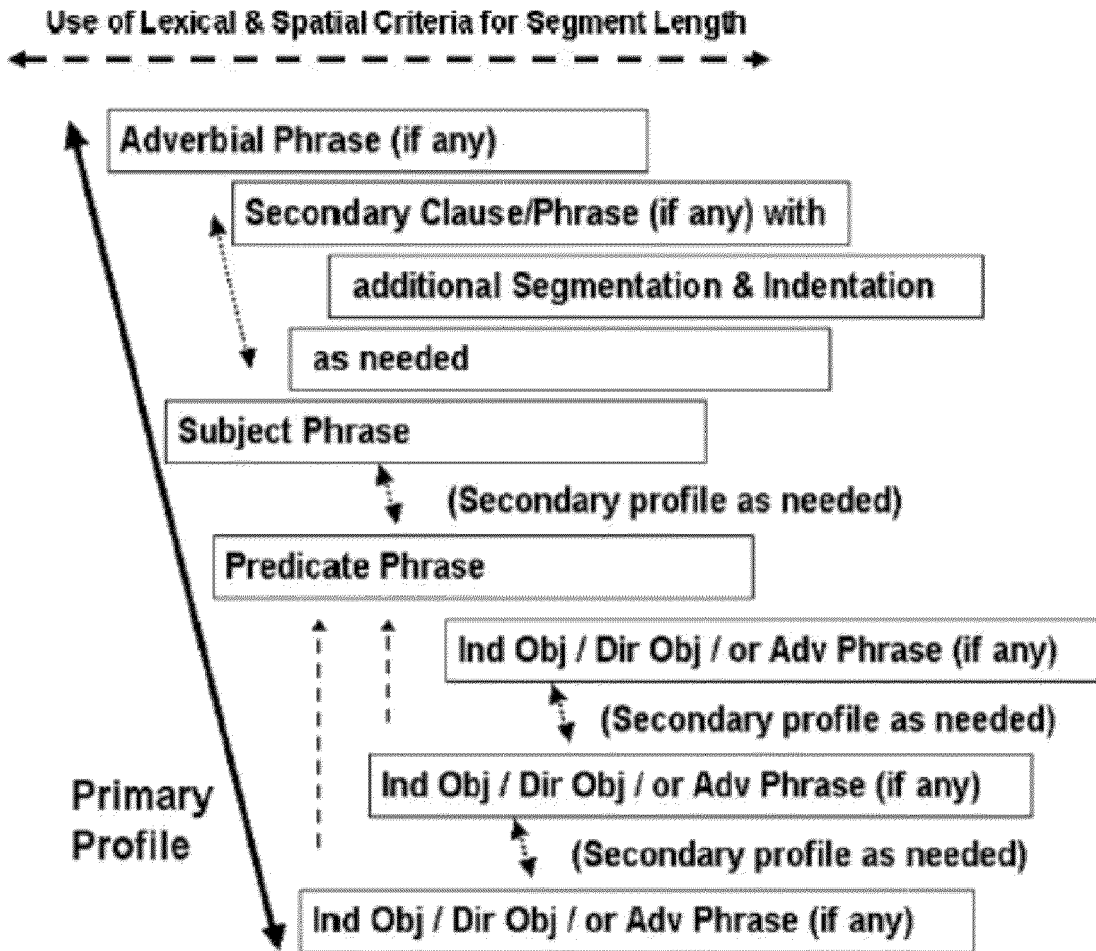 Use of Lexical & Spatial Criteria for Segment Length
Adverbial Phrase (if any)
Secondary Clause/Phrase (if any) with
additional Segmentation & Indentation
as needed
Subject Phrase
(Secondary profile as needed)
Predicate Phrase
Ind Obj / Dir Obj / or Adv Phrase (if any)
(Secondary profile as needed)
Ind Obj / Dir Obj / or Adv Phrase (if any)
Primary
Profile
(Secondary profile as needed)
Ind Obj / Dir Obj / or Adv Phrase (if any)